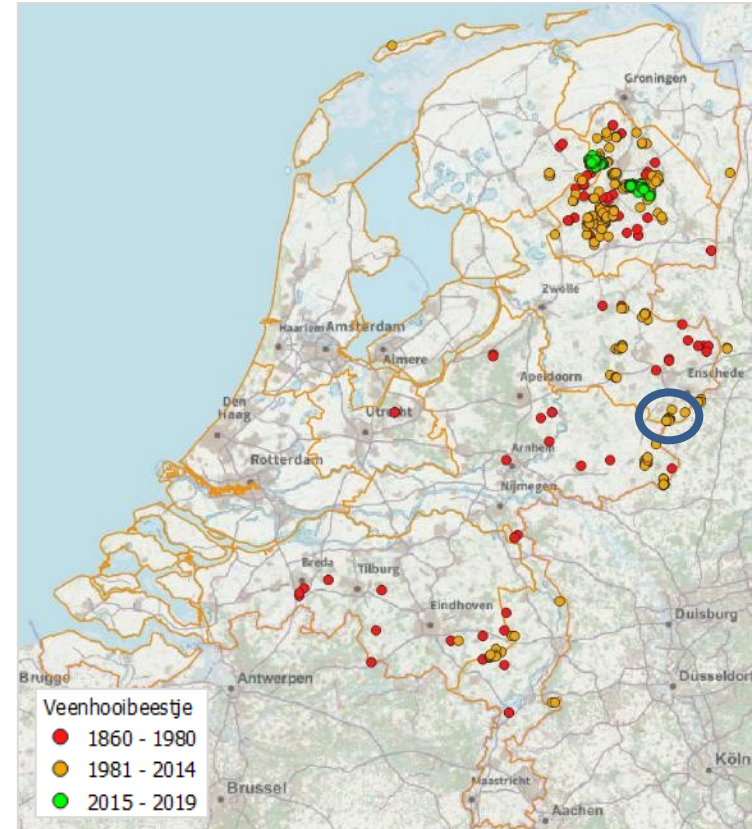 Groningen
Zwolle
Haarlem Amsterdam
Almere
Apeldoorn
Enschede
Den
Haag
Utrecht
Rotterdam
Arnhem
Nijmegen
Breda
Tilburg
Eindhoven
Duisburg
Brugge
Antwerpen
Düsseldorf
Veenhooibeestje
1860 - 1980
1981 - 2014
2015 - 2019
Köln
Maastricht
Brussel
Aachen